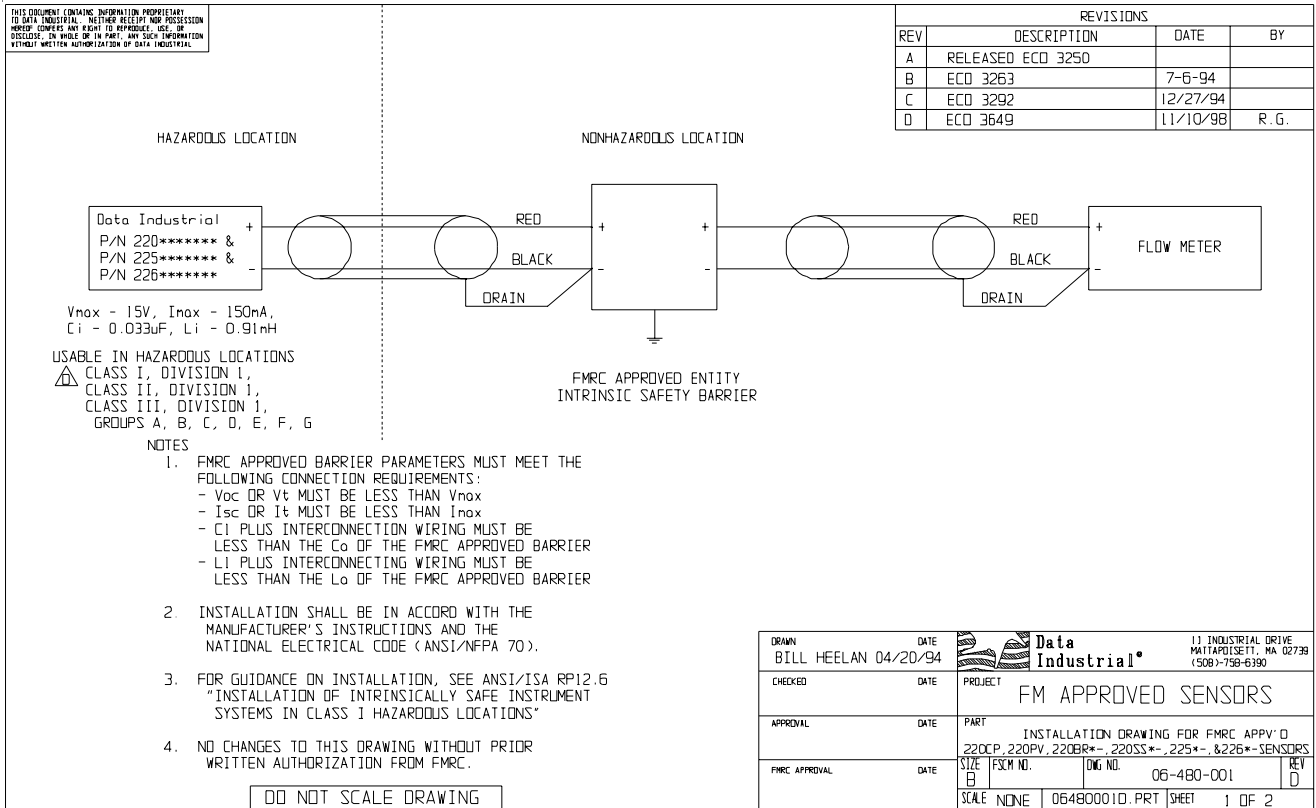 THIS DOCUMENT CONTAINS INFORMATION PROPRIETARY
TO DATA INDUSTRIAL. NEITHER RECEIPT NOR POSSESSION
HEREOF CONFERS ANY RIGHT TO REPRODUCE, USE, OR
DISCLOSE, IN WHOLE OR IN PART, ANY SUCH INFORMATION
WITHOUT WRITTEN AUTHORIZATION OF DATA INDUSTRIAL
REVISIONS
REV DESCRIPTION DATE BY
A RELEASED ECO 3250
B ECO 3263 7-6-94
C ECO 3292 12/27/94
D ECO 3649 11/10/98 R.G.
HAZARDOUS LOCATION
NONHAZARDOUS LOCATION
Data Industrial
P/N 220******* &
P/N 225******* &
P/N 226*******
+
-
RED
BLACK
DRAIN
+ +
- -
RED
BLACK
DRAIN
+
-
FLOW METER
Vmax - 15V, Imax - 150mA,
Ci - 0.033uF, Li - 0.91mH
USABLE IN HAZARDOUS LOCATIONS
D CLASS I, DIVISION 1,
CLASS II, DIVISION 1,
CLASS III, DIVISION 1,
GROUPS A, B, C, D, E, F, G
FMRC APPROVED ENTITY
INTRINSIC SAFETY BARRIER
NOTES
1. FMRC APPROVED BARRIER PARAMETERS MUST MEET THE
FOLLOWING CONNECTION REQUIREMENTS:
- Voc OR Vt MUST BE LESS THAN Vmax
- Isc OR It MUST BE LESS THAN Imax
- C1 PLUS INTERCONNECTION WIRING MUST BE
LESS THAN THE Ca OF THE FMRC APPROVED BARRIER
- L1 PLUS INTERCONNECTING WIRING MUST BE
LESS THAN THE La OF THE FMRC APPROVED BARRIER
2. INSTALLATION SHALL BE IN ACCORD WITH THE
MANUFACTURER'S INSTRUCTIONS AND THE
NATIONAL ELECTRICAL CODE (ANSI/NFPA 70).
3. FOR GUIDANCE ON INSTALLATION, SEE ANSI/ISA RP12.6
"INSTALLATION OF INTRINSICALLY SAFE INSTRUMENT
SYSTEMS IN CLASS I HAZARDOUS LOCATIONS"
4. NO CHANGES TO THIS DRAWING WITHOUT PRIOR
WRITTEN AUTHORIZATION FROM FMRC.
DO NOT SCALE DRAWING
DRAWN DATE
BILL HEELAN 04/20/94
CHECKED DATE
APPROVAL DATE
FMRC APPROVAL DATE
Data
Industrial®
11 INDUSTRIAL DRIVE
MATTAPOISETT, MA 02739
(508)-758-6390
PROJECT
FM APPROVED SENSORS
PART
INSTALLATION DRAWING FOR FMRC APPV'D
220CP,220PV,220BR*-,220SS*-,225*-,&226*-SENSORS
SIZE B FSCM NO. DWG NO. 06-480-001 REV D
SCALE NONE 06480001D.PRT SHEET 1 OF 2